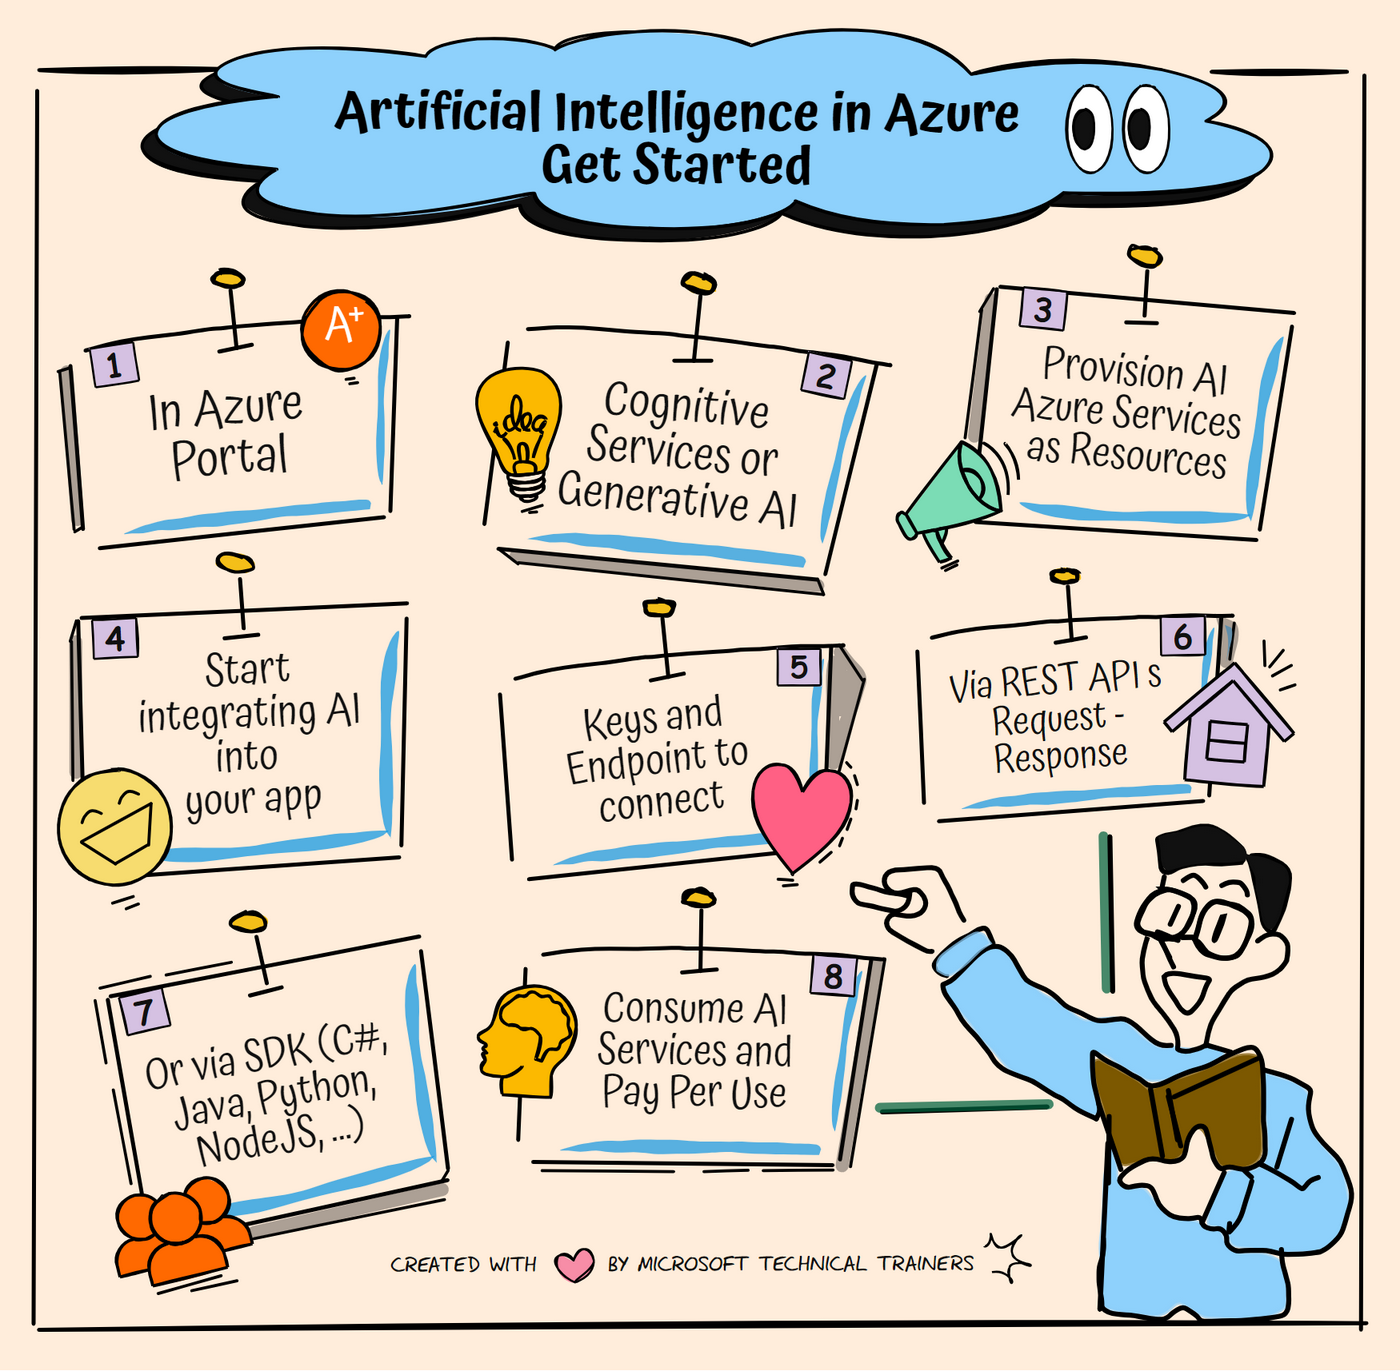 Artificial Intelligence in Azure
Get Started
1
A+
In Azure
Portal
2
idea
Cognitive
Services or
Generative AI
3
Provision AI
Azure Services
as Resources
4
Start
integrating AI
into
your app
5
Keys and
Endpoint to
connect
6
Via REST API s
Request -
Response
7
Or via SDK (C#,
Java, Python,
NodeJS, ...)
8
Consume AI
Services and
Pay Per Use
CREATED WITH BY MICROSOFT TECHNICAL TRAINERS